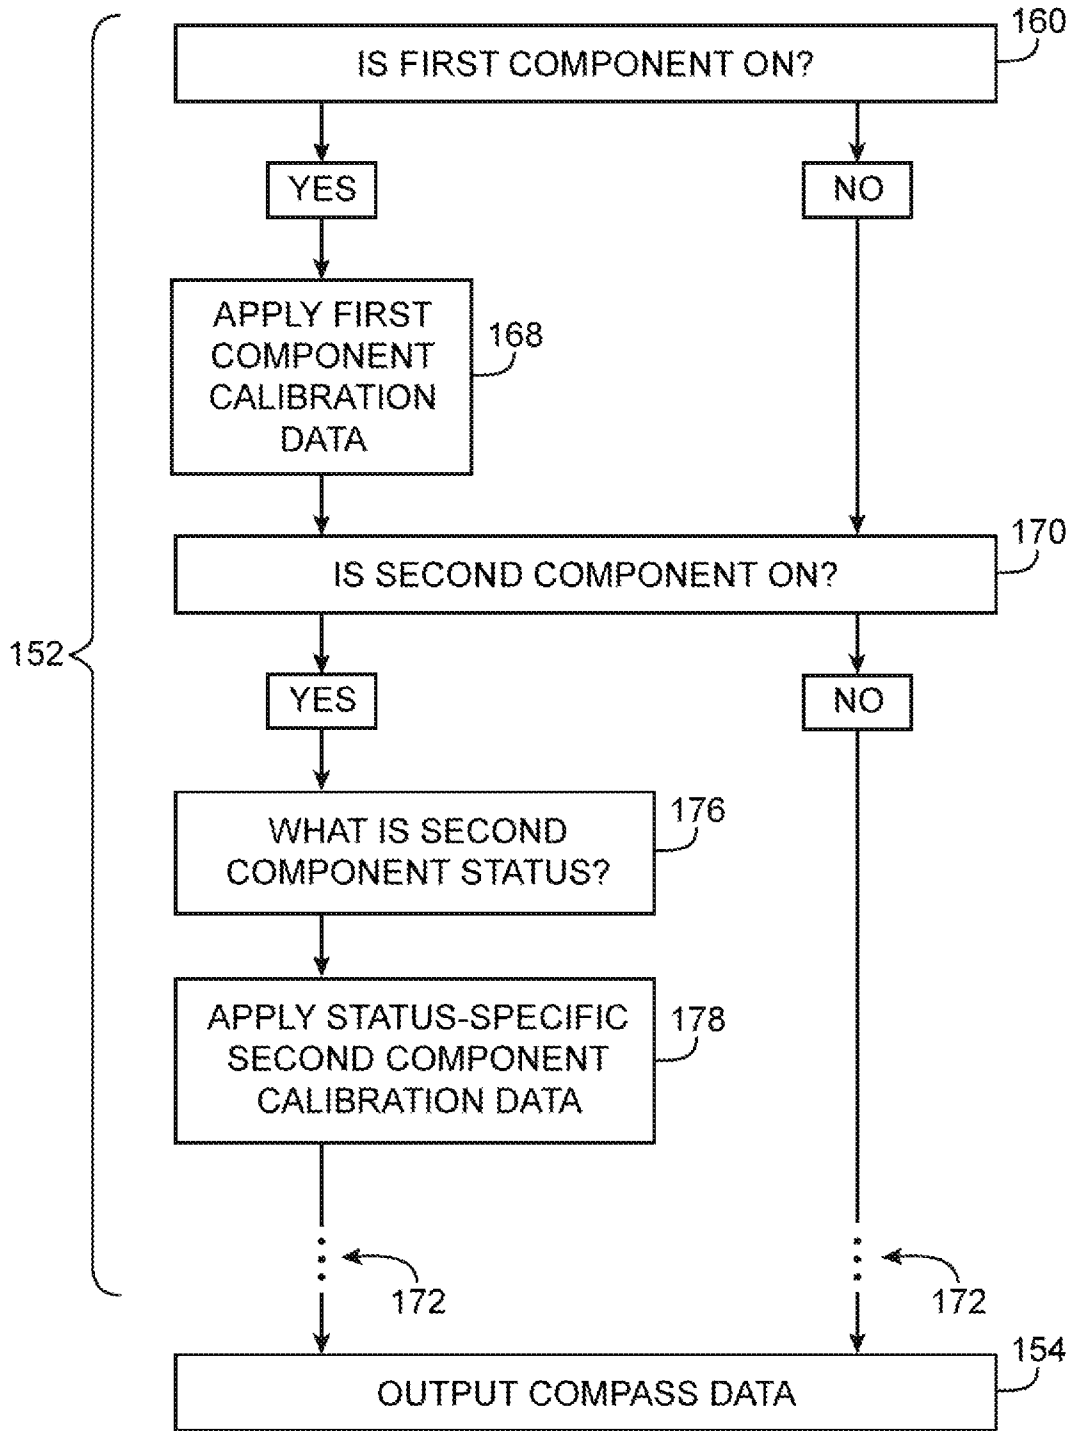 160
IS FIRST COMPONENT ON?
YES
NO
APPLY FIRST
COMPONENT
CALIBRATION
DATA
168
170
IS SECOND COMPONENT ON?
152
YES
NO
WHAT IS SECOND
COMPONENT STATUS?
176
APPLY STATUS-SPECIFIC
SECOND COMPONENT
CALIBRATION DATA
178
172
172
154
OUTPUT COMPASS DATA